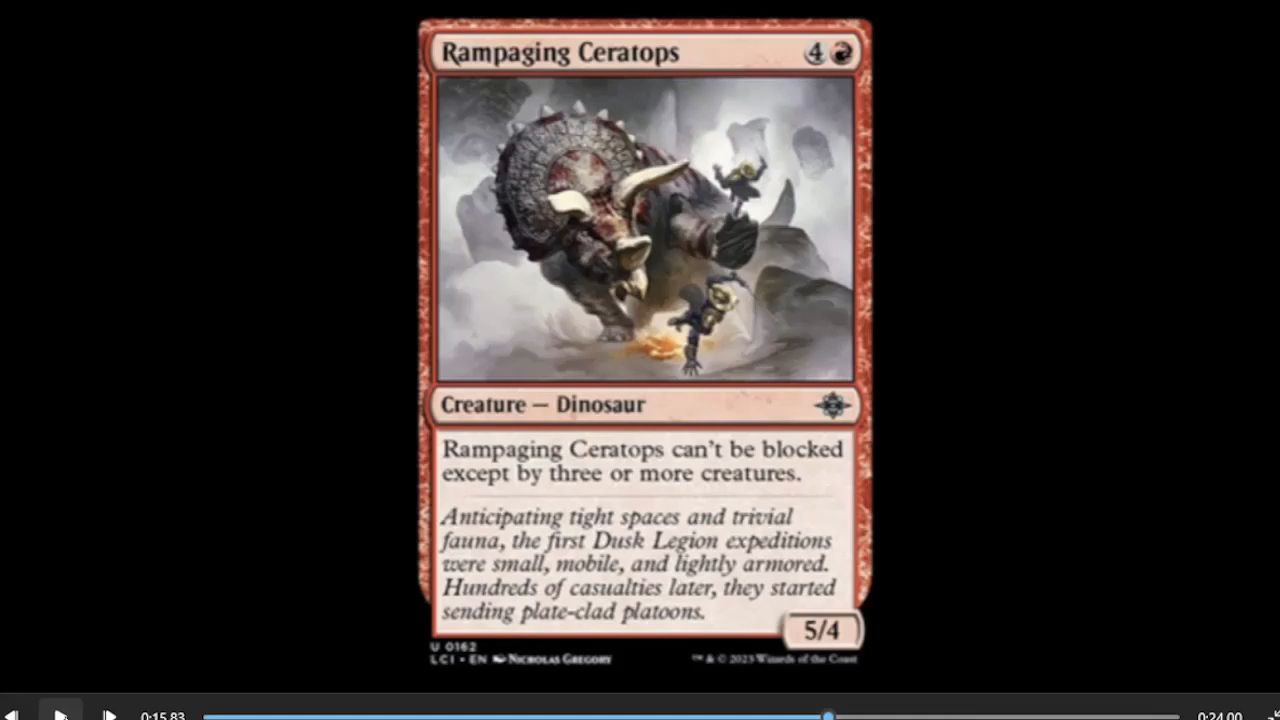 Rampaging Ceratops 4
Creature — Dinosaur
Rampaging Ceratops can't be blocked
except by three or more creatures.
Anticipating tight spaces and trivial
fauna, the first Dusk Legion expeditions
were small, mobile, and lightly armored.
Hundreds of casualties later, they started
sending plate-clad platoons.
5/4
U 0162
LCI • EN Nicholas Gregory ™ & © 2023 Wizards of the Coast
0:15.83 0:24.00